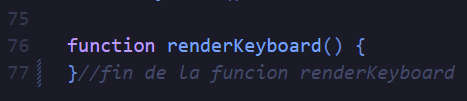 75
76 function renderKeyboard() {
77 }//fin de la funcion renderKeyboard